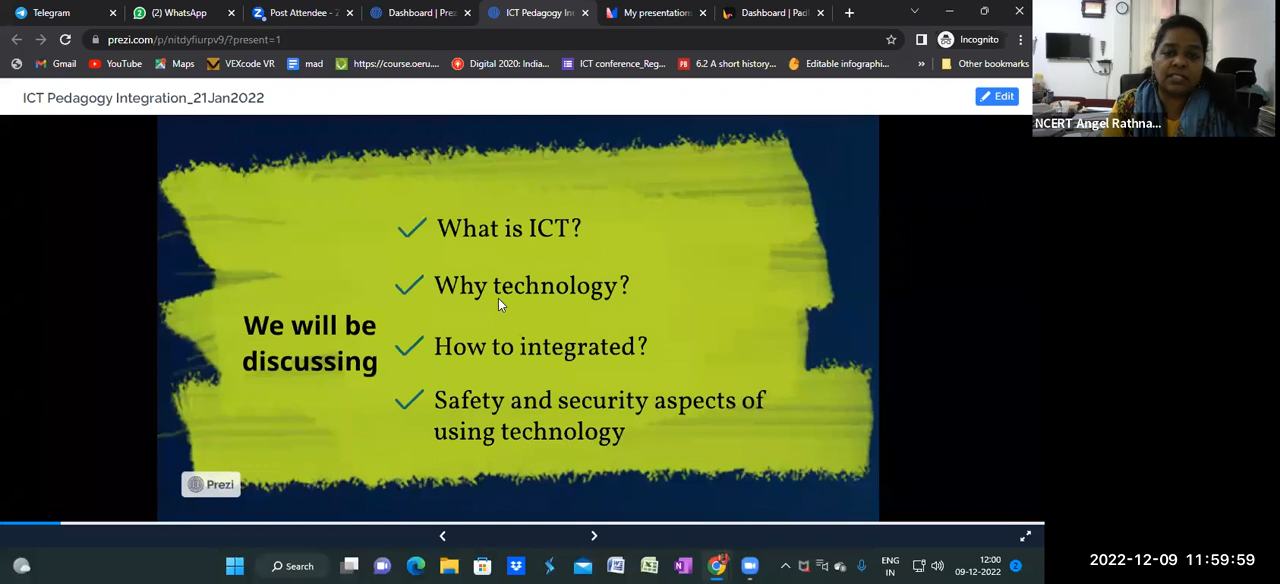 Telegram
(2) WhatsApp
Post Attendee - Z
Dashboard | Prez
ICT Pedagogy In
My presentation
Dashboard | Padl
prezi.com/p/nitdyfiurpv9/?present=1
Incognito
Gmail
YouTube
Maps
VEXcode VR
mad
https://course.oeru....
Digital 2020: India...
ICT conference_Reg...
6.2 A short history...
Editable infographi...
»
Other bookmarks
ICT Pedagogy Integration_21Jan2022
Edit
NCERT Angel Rathna...
What is ICT?
Why technology?
We will be
discussing
How to integrated?
Safety and security aspects of
using technology
Prezi
Search
ENG
IN
12:00
09-12-2022
2
2022-12-09 11:59:59